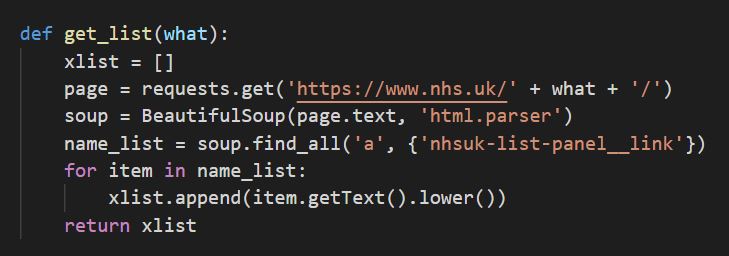 def get_list(what):
    xlist = []
    page = requests.get('https://www.nhs.uk/' + what + '/')
    soup = BeautifulSoup(page.text, 'html.parser')
    name_list = soup.find_all('a', {'nhsuk-list-panel__link'})
    for item in name_list:
        xlist.append(item.getText().lower())
    return xlist